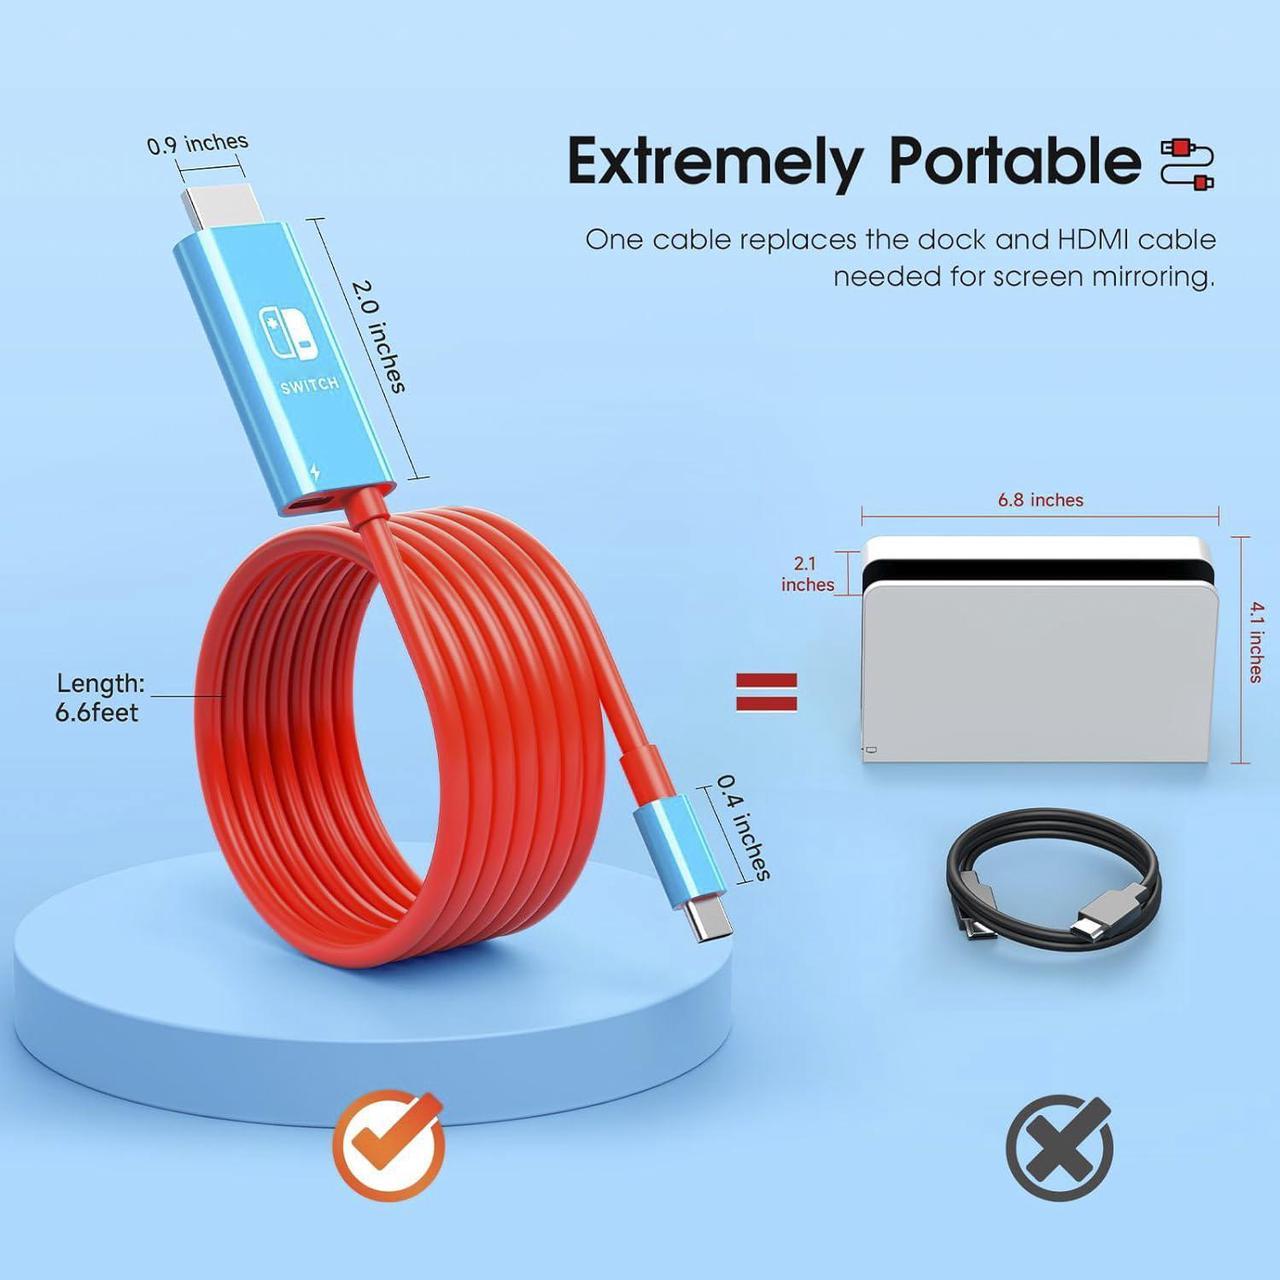 Extremely Portable
One cable replaces the dock and HDMI cable
needed for screen mirroring.
0.9 inches
2.0 inches
SWITCH
Length:
6.6feet
0.4 inches
6.8 inches
2.1
inches
4.1 inches